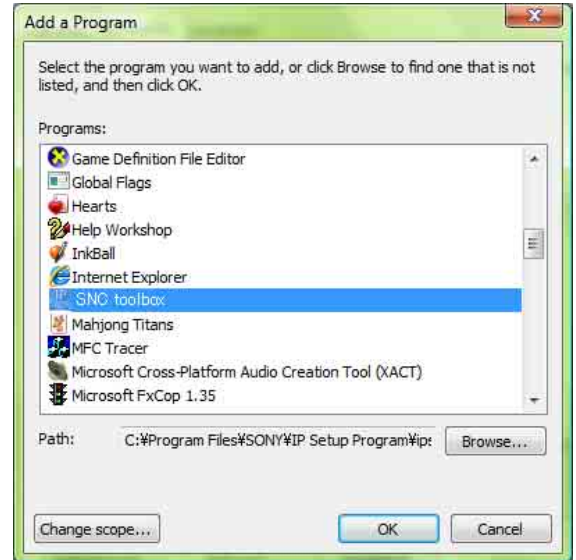 Add a Program
Select the program you want to add, or click Browse to find one that is not
listed, and then click OK.
Programs:
Game Definition File Editor
Global Flags
Hearts
Help Workshop
InkBall
Internet Explorer
SNC toolbox
Mahjong Titans
MFC Tracer
Microsoft Cross-Platform Audio Creation Tool (XACT)
Microsoft FxCop 1.35
Path: C:¥Program Files¥SONY¥IP Setup Program¥ips Browse...
Change scope... OK Cancel